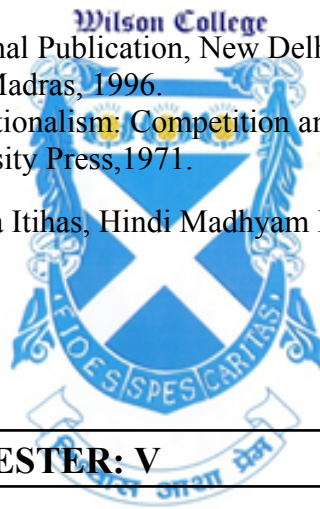 Wilson College
nal Publication, New Delh
Madras, 1996.
tionalism: Competition an
sity Press,1971.
a Itihas, Hindi Madhyam
FIDES SPES CARITAS
ESTER: V
आशा प्रेम